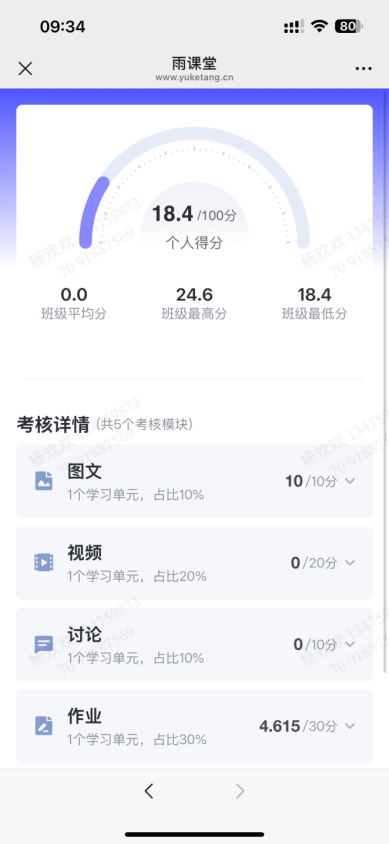 09:34
80
雨课堂
www.yuketang.cn
18.4 /100分
个人得分
0.0
24.6
18.4
班级平均分
班级最高分
班级最低分
考核详情 (共5个考核模块)
图文
1个学习单元，占比10%
10/10分
视频
1个学习单元，占比20%
0/20分
讨论
1个学习单元，占比10%
0/10分
作业
1个学习单元，占比30%
4.615/30分